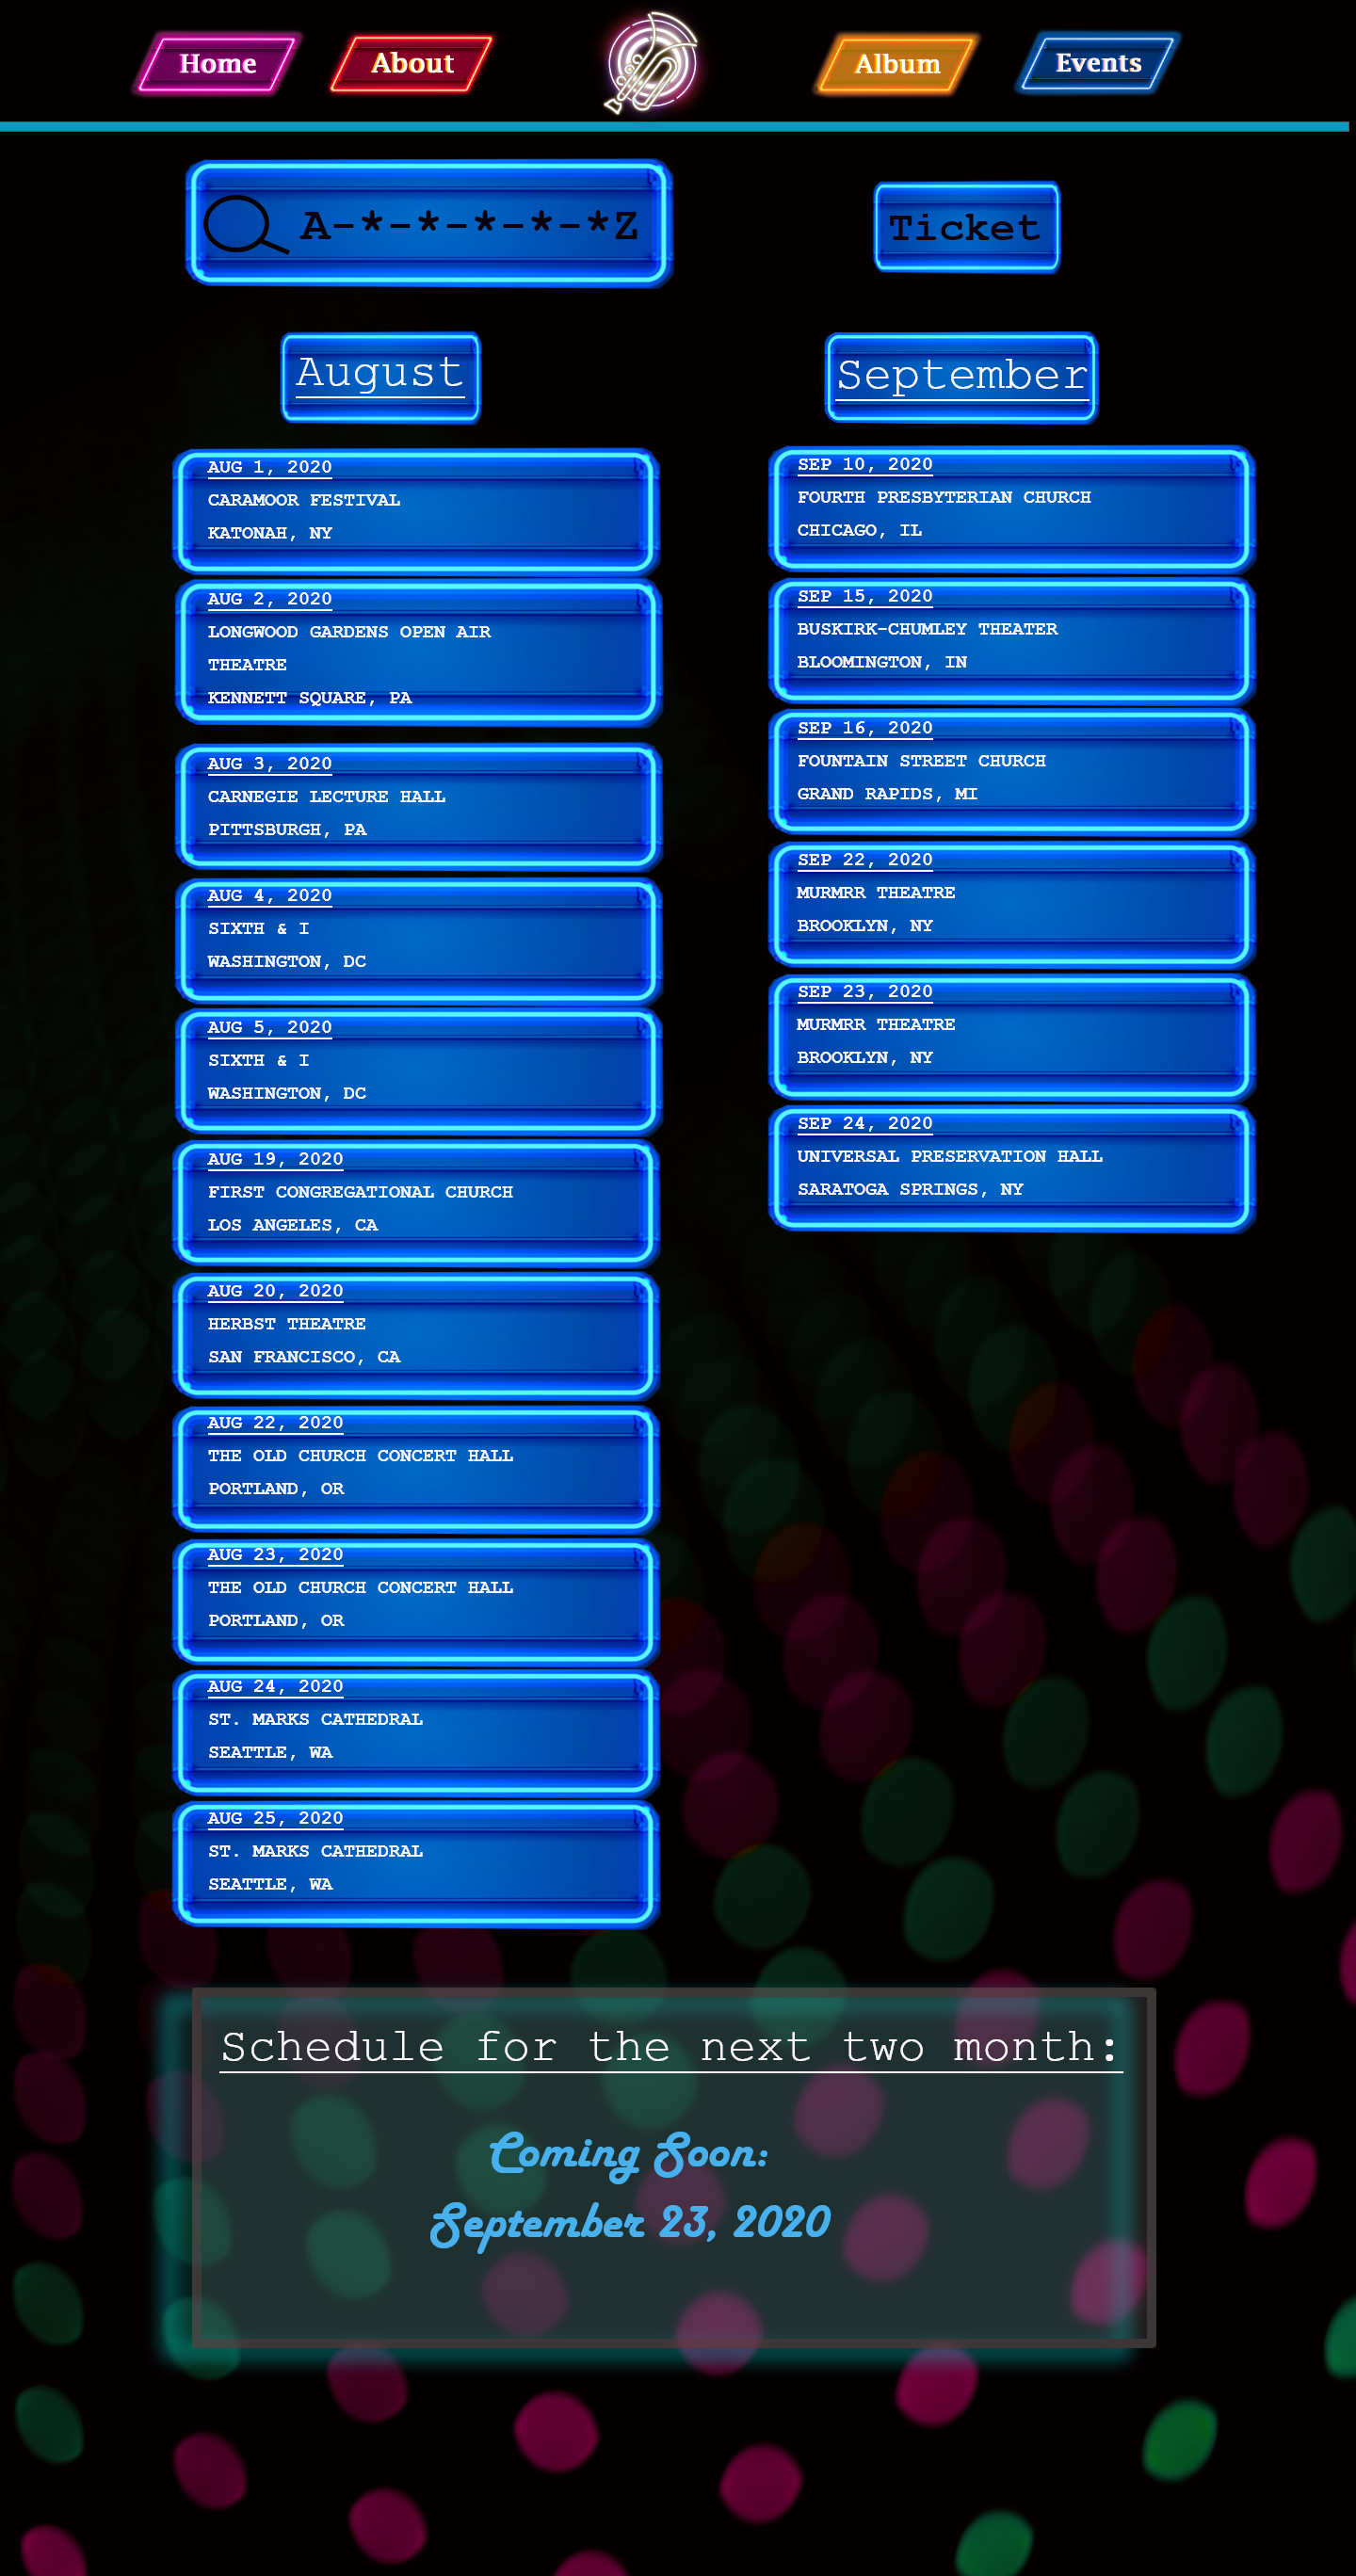 Home
About
Album
Events
A-*-*-*-*-*Z
Ticket
August
AUG 1, 2020
CARAMOOR FESTIVAL
KATONAH, NY
AUG 2, 2020
LONGWOOD GARDENS OPEN AIR
THEATRE
KENNETT SQUARE, PA
AUG 3, 2020
CARNEGIE LECTURE HALL
PITTSBURGH, PA
AUG 4, 2020
SIXTH & I
WASHINGTON, DC
AUG 5, 2020
SIXTH & I
WASHINGTON, DC
AUG 19, 2020
FIRST CONGREGATIONAL CHURCH
LOS ANGELES, CA
AUG 20, 2020
HERBST THEATRE
SAN FRANCISCO, CA
AUG 22, 2020
THE OLD CHURCH CONCERT HALL
PORTLAND, OR
AUG 23, 2020
THE OLD CHURCH CONCERT HALL
PORTLAND, OR
AUG 24, 2020
ST. MARKS CATHEDRAL
SEATTLE, WA
AUG 25, 2020
ST. MARKS CATHEDRAL
SEATTLE, WA
September
SEP 10, 2020
FOURTH PRESBYTERIAN CHURCH
CHICAGO, IL
SEP 15, 2020
BUSKIRK-CHUMLEY THEATER
BLOOMINGTON, IN
SEP 16, 2020
FOUNTAIN STREET CHURCH
GRAND RAPIDS, MI
SEP 22, 2020
MURMRR THEATRE
BROOKLYN, NY
SEP 23, 2020
MURMRR THEATRE
BROOKLYN, NY
SEP 24, 2020
UNIVERSAL PRESERVATION HALL
SARATOGA SPRINGS, NY
Schedule for the next two month:
Coming Soon:
September 23, 2020